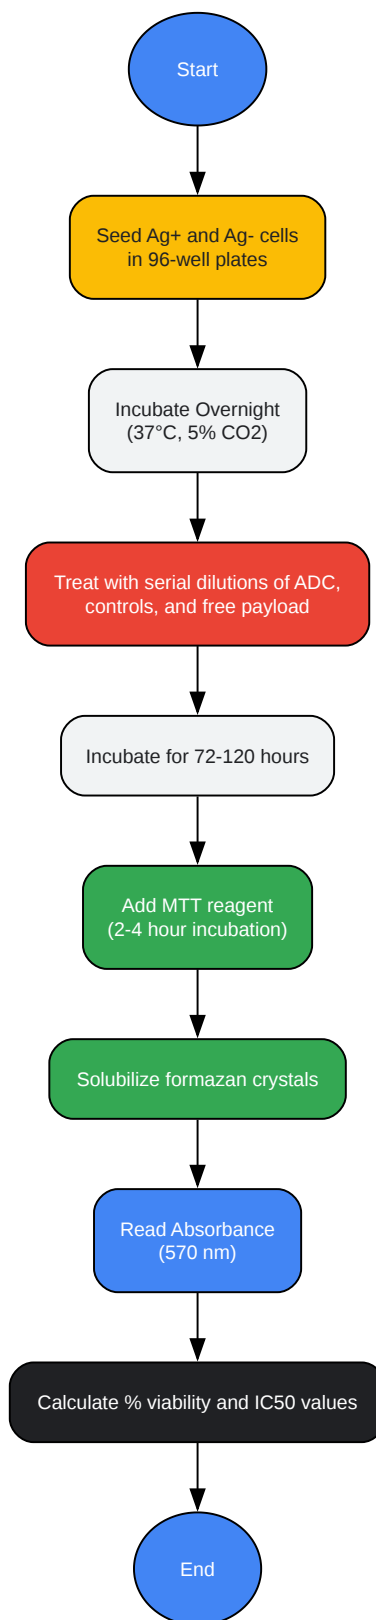 Start
Seed Ag+ and Ag- cells
in 96-well plates
Incubate Overnight
(37°C, 5% CO2)
Treat with serial dilutions of ADC,
controls, and free payload
Incubate for 72-120 hours
Add MTT reagent
(2-4 hour incubation)
Solubilize formazan crystals
Read Absorbance
(570 nm)
Calculate % viability and IC50 values
End